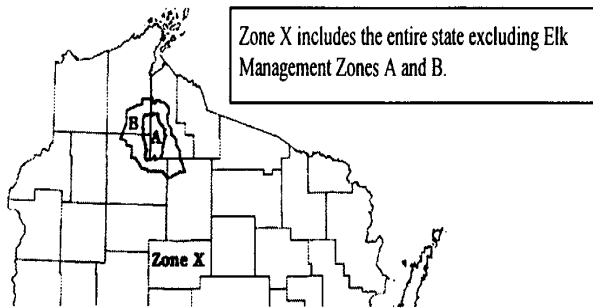 Zone X includes the entire state excluding Elk
Management Zones A and B.
B
A
Zone X